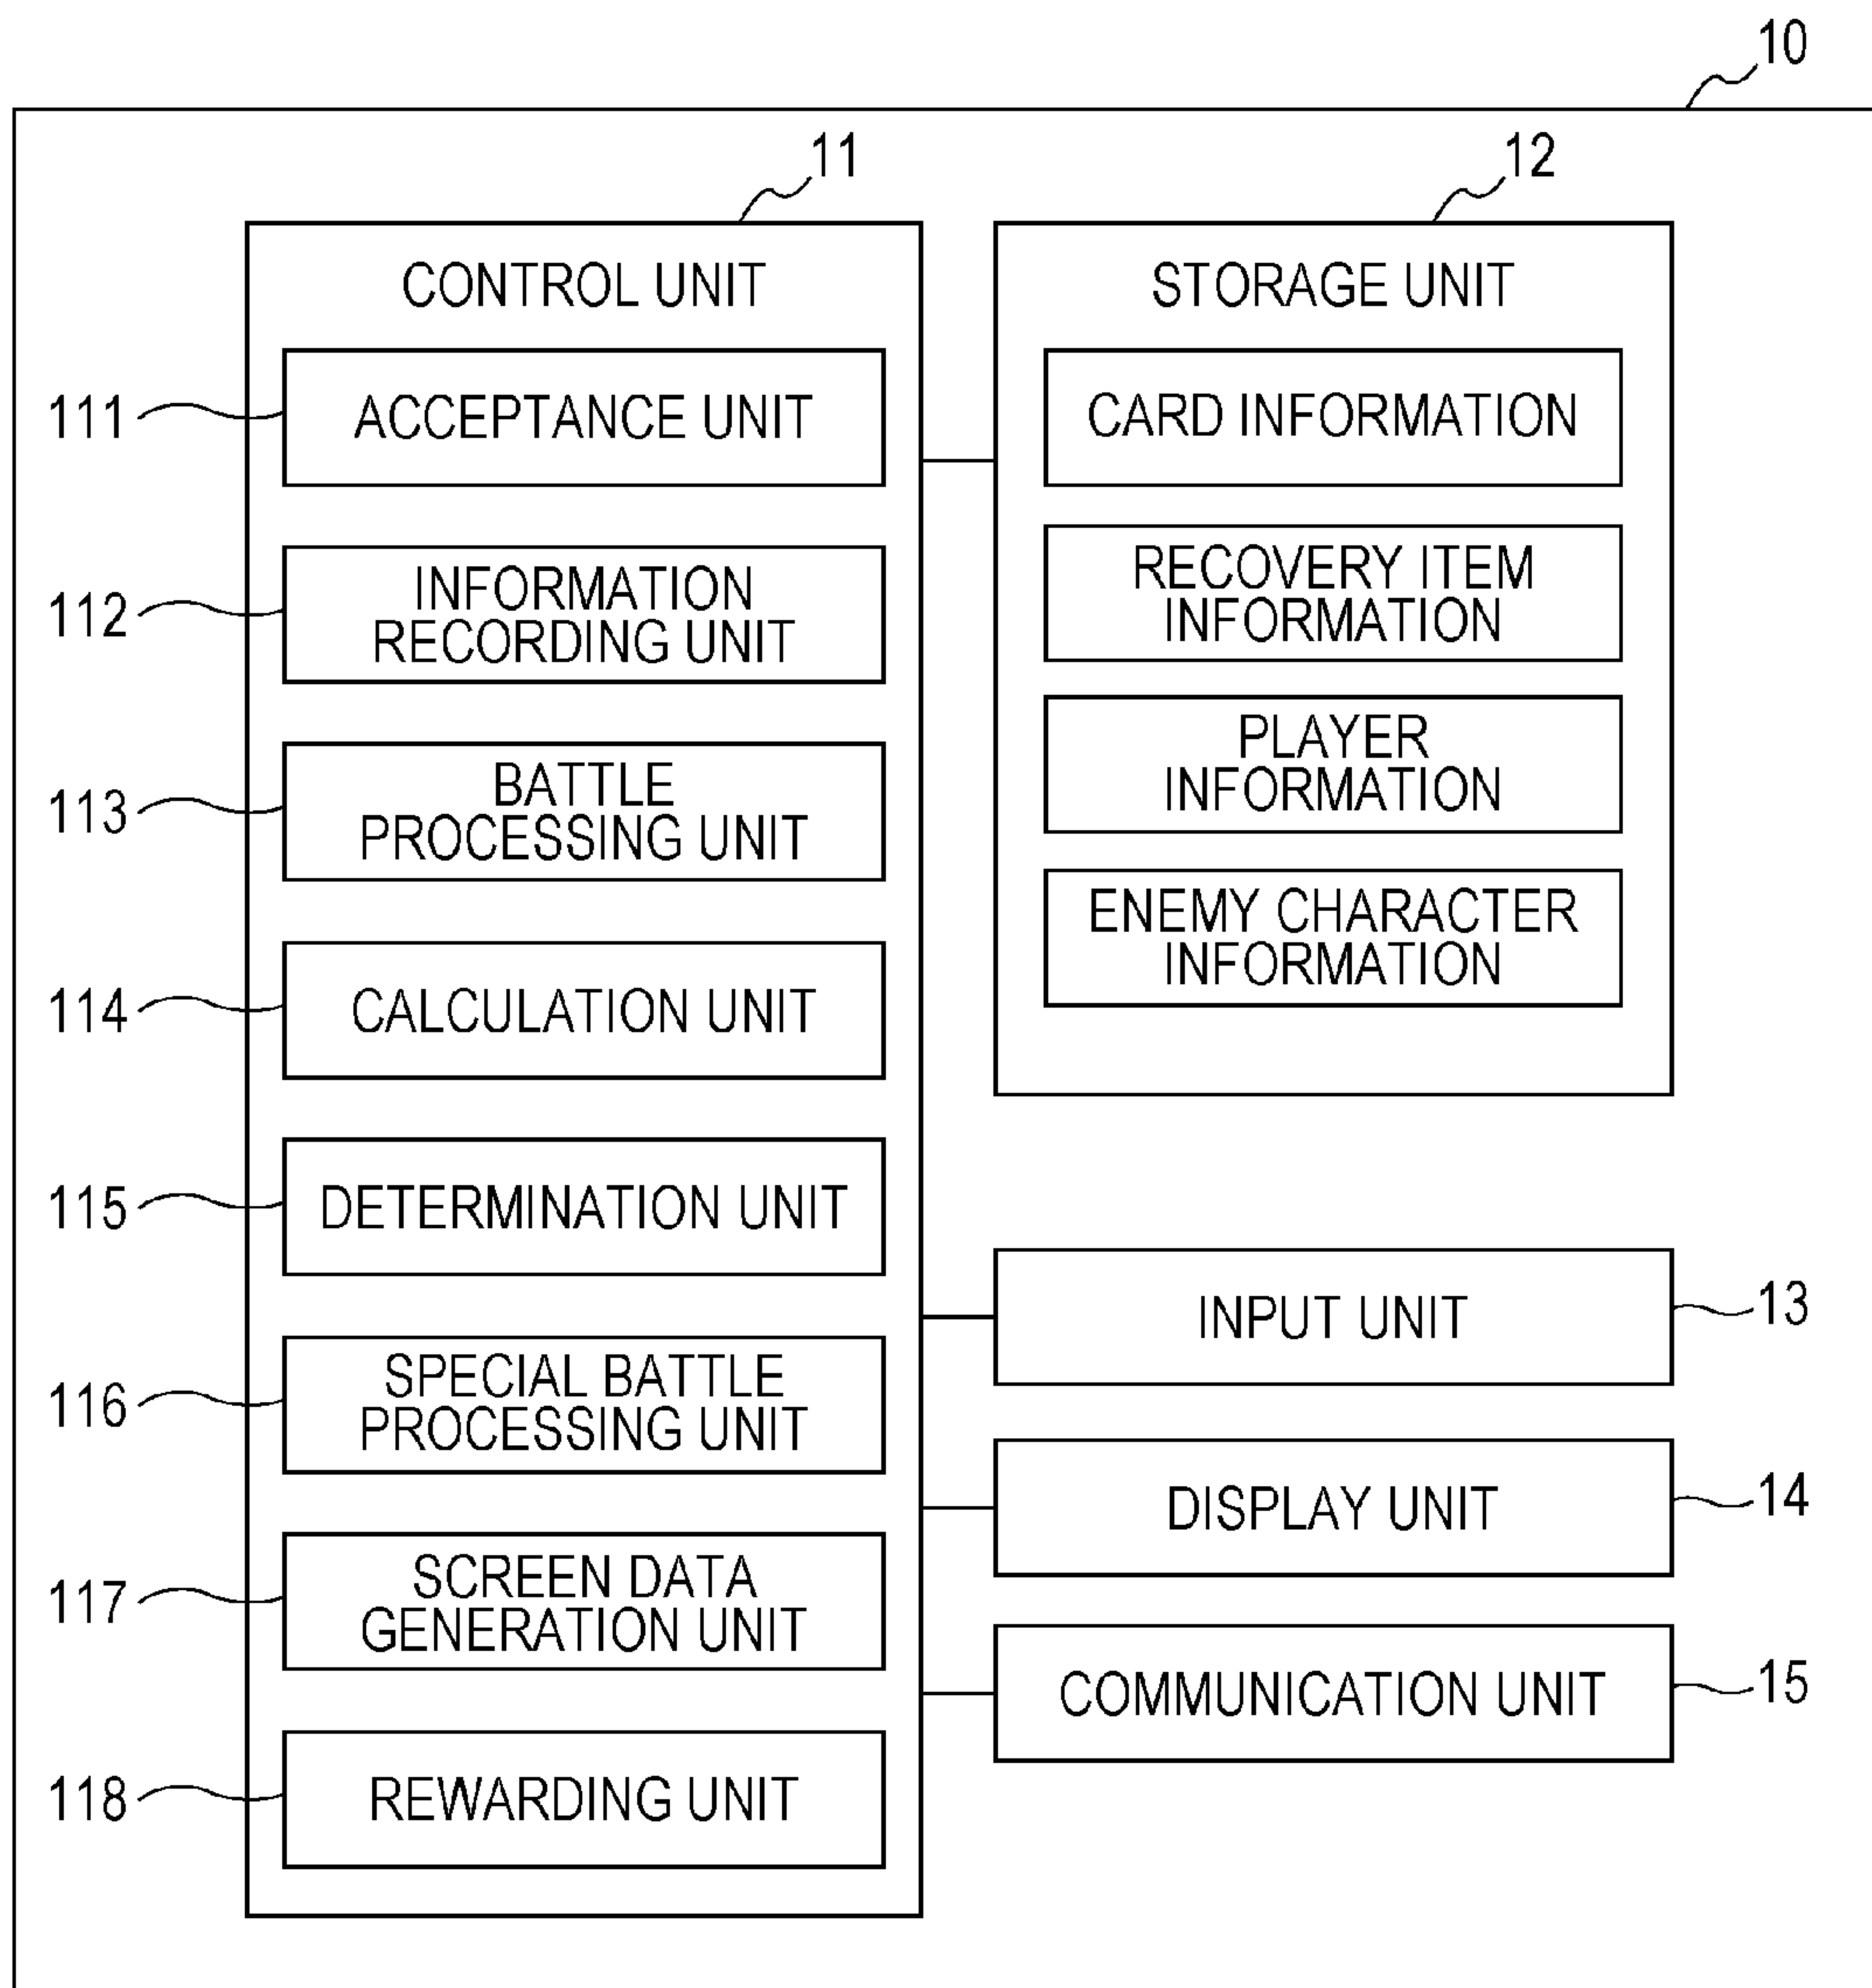 10
11
CONTROL UNIT
111
ACCEPTANCE UNIT
112
INFORMATION
RECORDING UNIT
113
BATTLE
PROCESSING UNIT
114
CALCULATION UNIT
115
DETERMINATION UNIT
116
SPECIAL BATTLE
PROCESSING UNIT
117
SCREEN DATA
GENERATION UNIT
118
REWARDING UNIT
12
STORAGE UNIT
CARD INFORMATION
RECOVERY ITEM
INFORMATION
PLAYER
INFORMATION
ENEMY CHARACTER
INFORMATION
INPUT UNIT
13
DISPLAY UNIT
14
COMMUNICATION UNIT
15